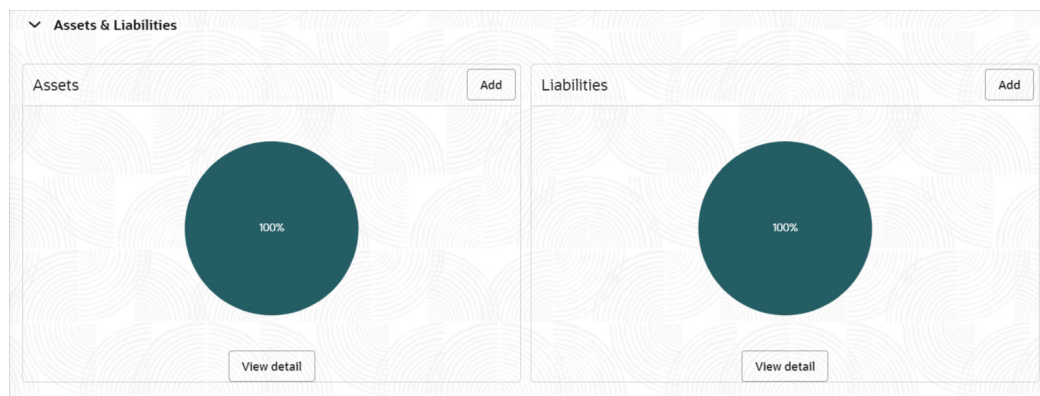 Assets & Liabilities
Assets
Add
Liabilities
Add
100%
100%
View detail
View detail